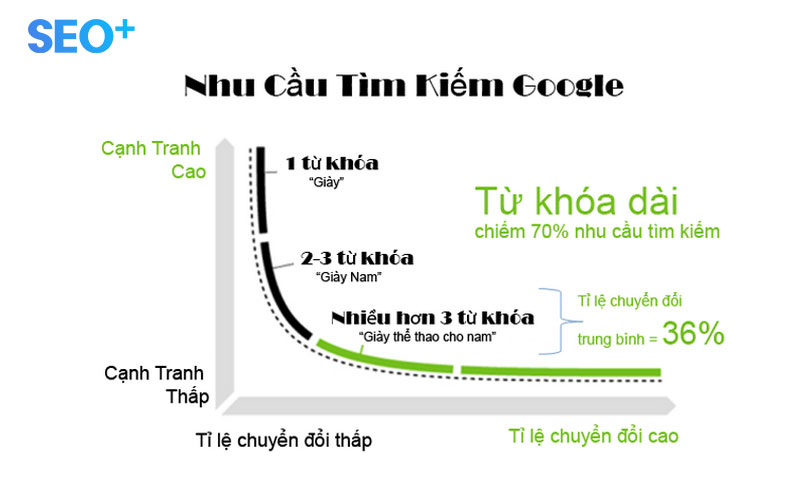 SEO+
Nhu Cầu Tìm Kiếm Google
Cạnh Tranh
Cao
1 từ khóa
“Giày”
Từ khóa dài
chiếm 70% nhu cầu tìm kiếm
2-3 từ khóa
“Giày Nam”
Nhiều hơn 3 từ khóa
“Giày thể thao cho nam”
Tỉ lệ chuyển đổi
trung bình = 36%
Cạnh Tranh
Thấp
Tỉ lệ chuyển đổi thấp
Tỉ lệ chuyển đổi cao